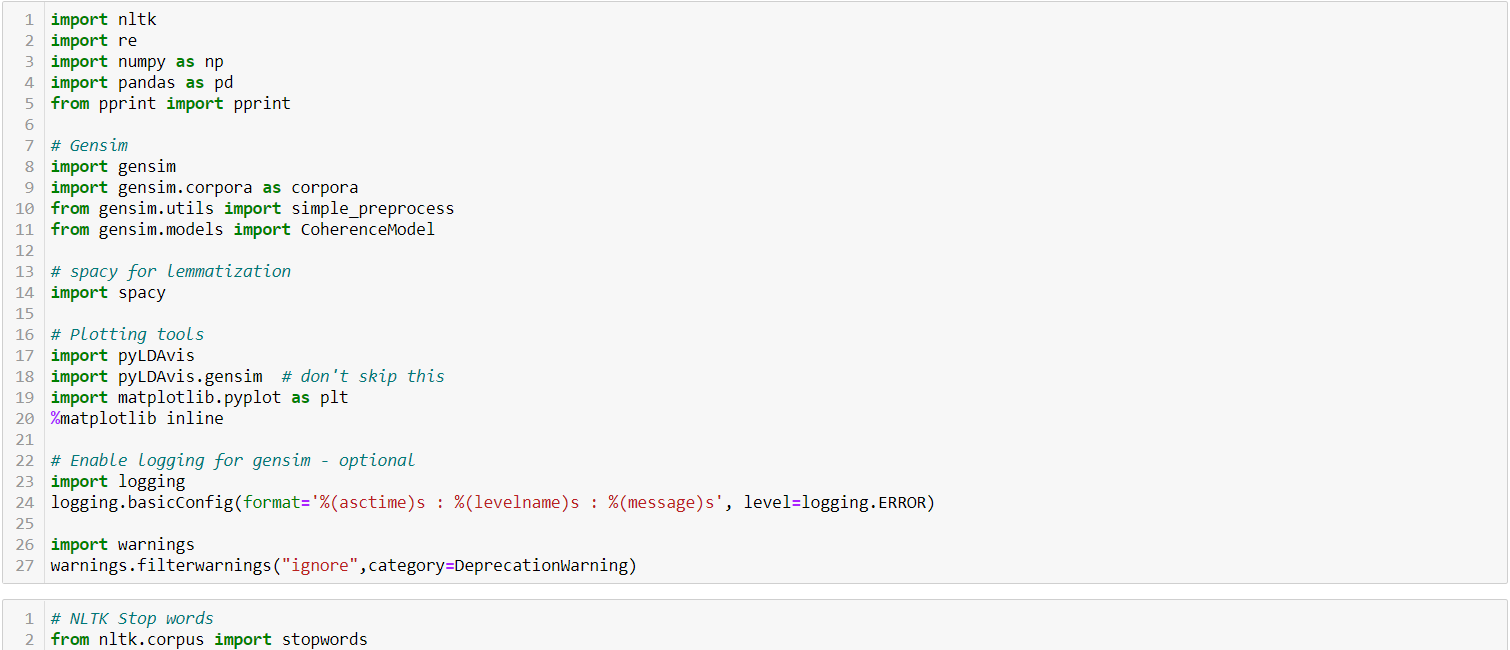 1 import nltk
2 import re
3 import numpy as np
4 import pandas as pd
5 from pprint import pprint
6
7 # Gensim
8 import gensim
9 import gensim.corpora as corpora
10 from gensim.utils import simple_preprocess
11 from gensim.models import CoherenceModel
12
13 # spacy for lemmatization
14 import spacy
15
16 # Plotting tools
17 import pyLDAvis
18 import pyLDAvis.gensim  # don't skip this
19 import matplotlib.pyplot as plt
20 %matplotlib inline
21
22 # Enable logging for gensim - optional
23 import logging
24 logging.basicConfig(format='%(asctime)s : %(levelname)s : %(message)s', level=logging.ERROR)
25
26 import warnings
27 warnings.filterwarnings("ignore",category=DeprecationWarning)
1 # NLTK Stop words
2 from nltk.corpus import stopwords